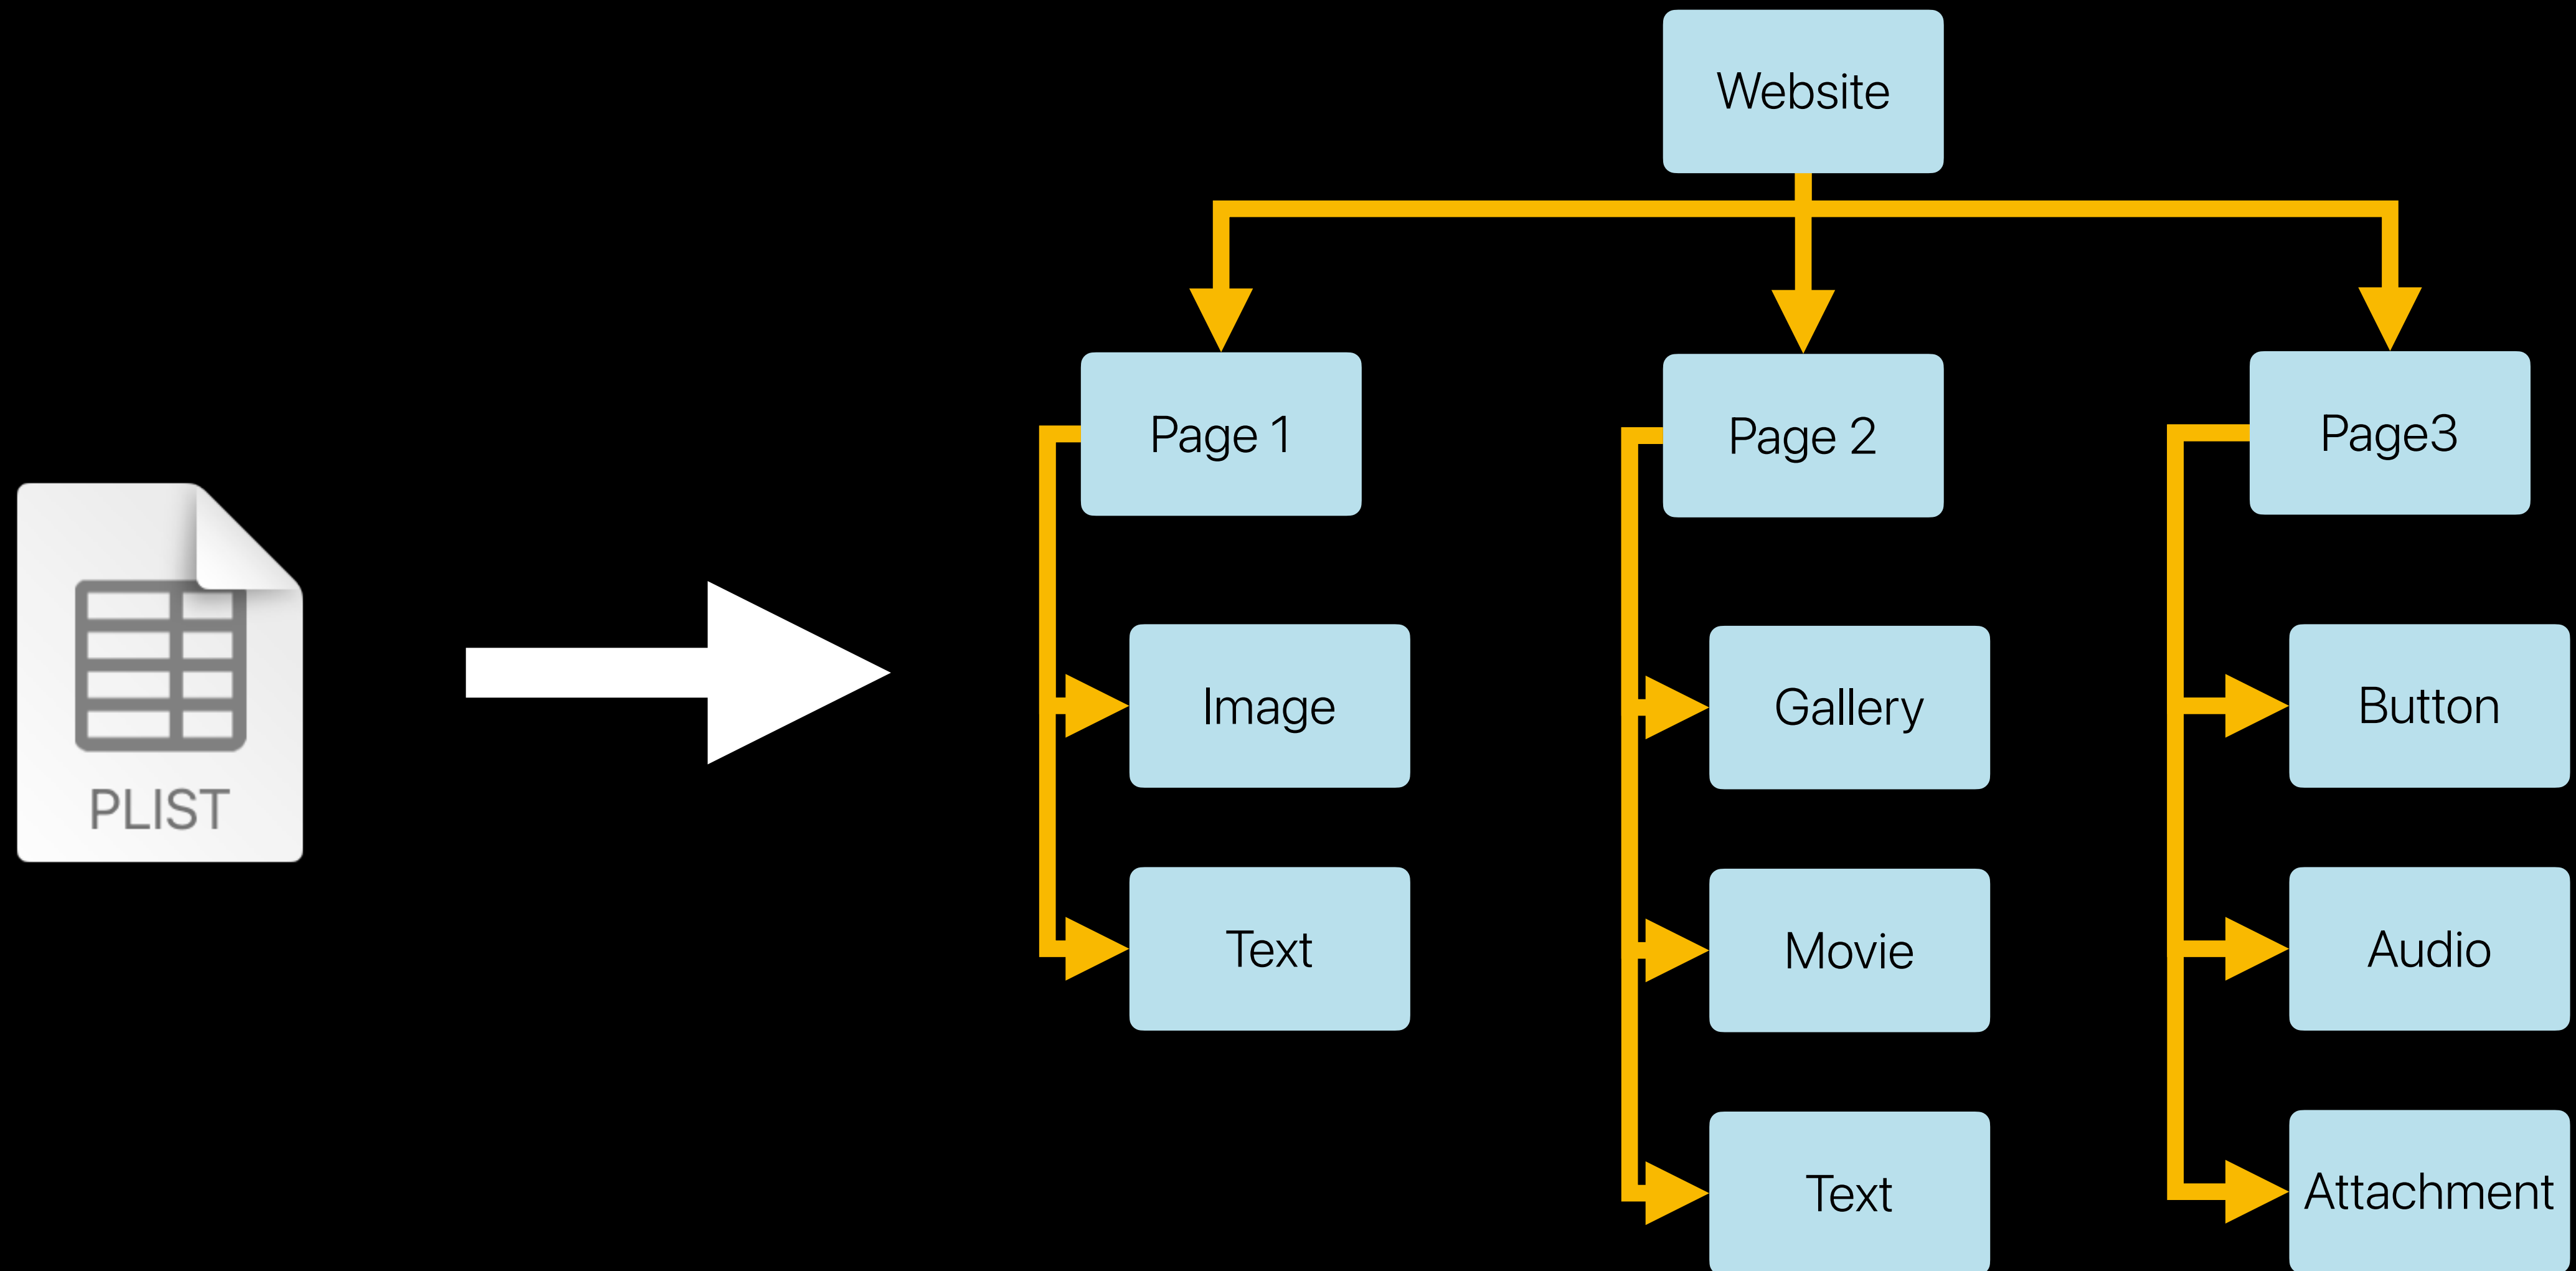 Website
Page 1
Page 2
Page3
PLIST
Image
Gallery
Button
Text
Movie
Audio
Text
Attachment